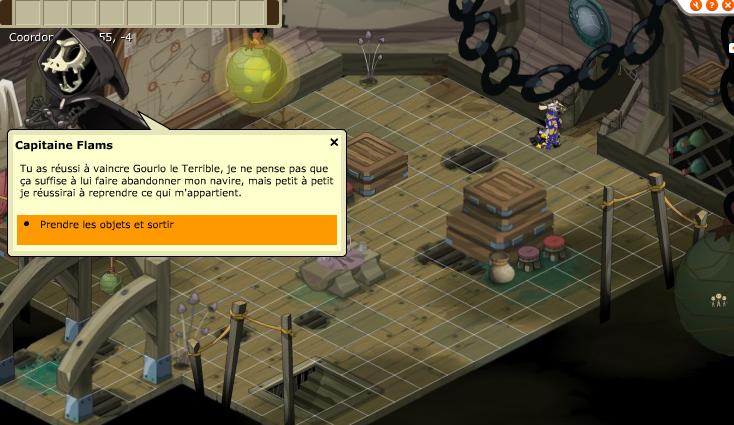 Coordor 55, -4
Capitaine Flams
Tu as réussi à vaincre Gourlo le Terrible, je ne pense pas que
ça suffise à lui faire abandonner mon navire, mais petit à petit
je réussirai à reprendre ce qui m'appartient.
Prendre les objets et sortir